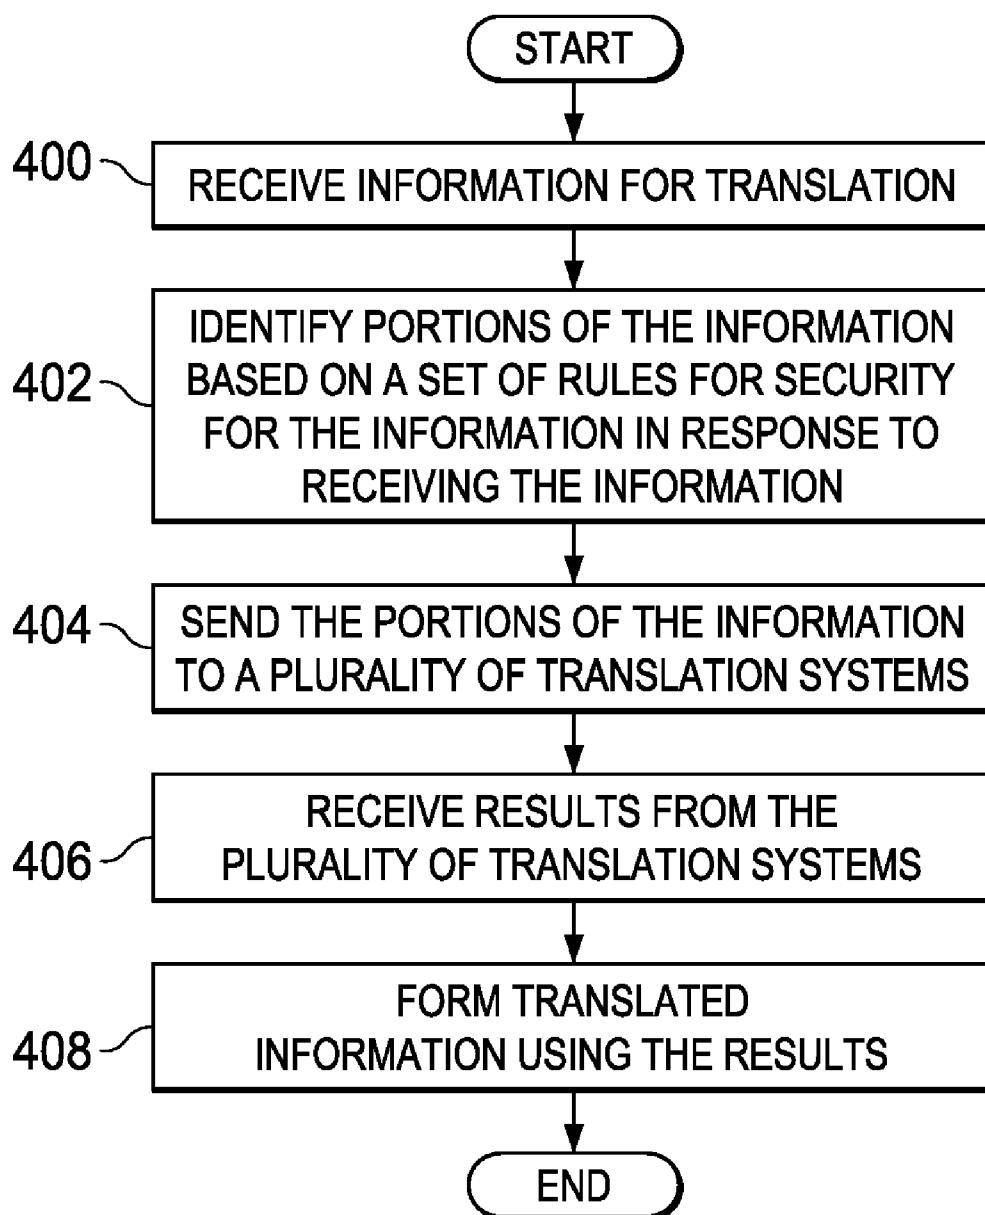 START
400
RECEIVE INFORMATION FOR TRANSLATION
402
IDENTIFY PORTIONS OF THE INFORMATION
BASED ON A SET OF RULES FOR SECURITY
FOR THE INFORMATION IN RESPONSE TO
RECEIVING THE INFORMATION
404
SEND THE PORTIONS OF THE INFORMATION
TO A PLURALITY OF TRANSLATION SYSTEMS
406
RECEIVE RESULTS FROM THE
PLURALITY OF TRANSLATION SYSTEMS
408
FORM TRANSLATED
INFORMATION USING THE RESULTS
END